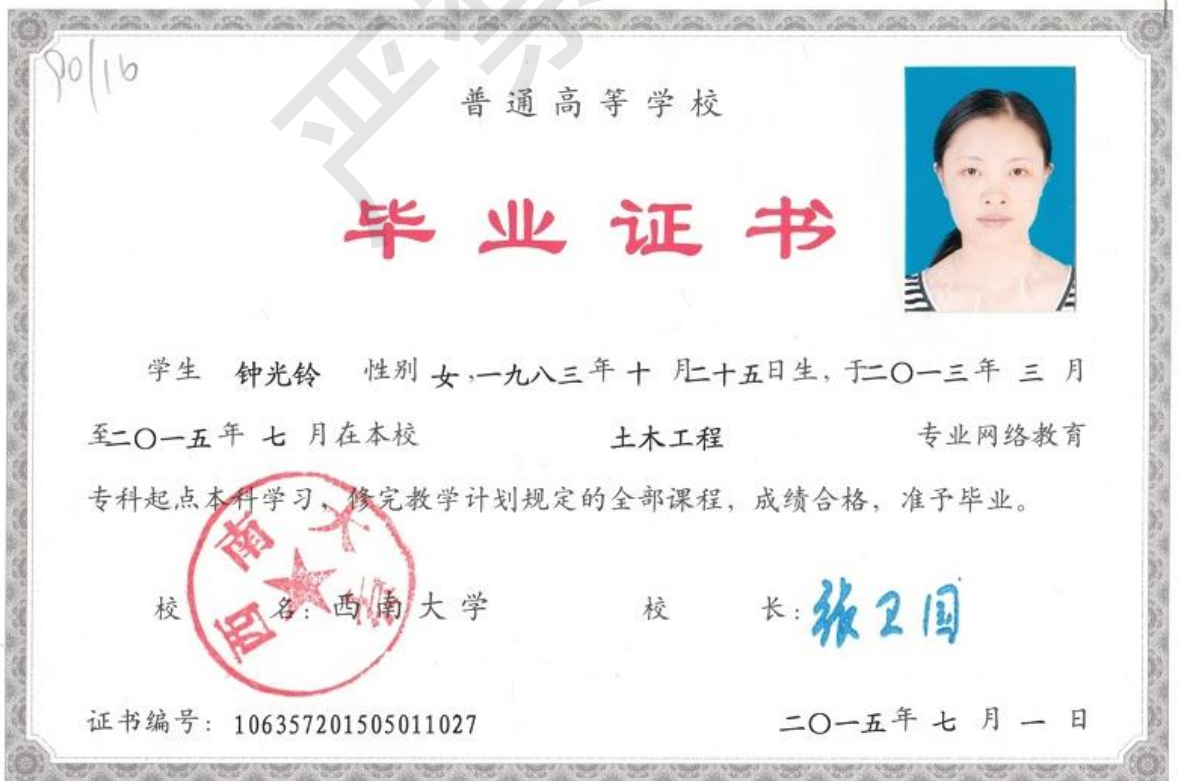 普通高等学校
毕业证书
学生 钟光铃 性别 女,一九八三年 十 月二十五日生, 于二〇一三年 三 月
至二〇一五年 七 月在本校 土木工程 专业网络教育
专科起点本科学习, 修完教学计划规定的全部课程, 成绩合格, 准予毕业。
西南大学
校 名: 西南大学 校 长: 张卫国
证书编号: 106357201505011027 二〇一五年 七 月 一 日